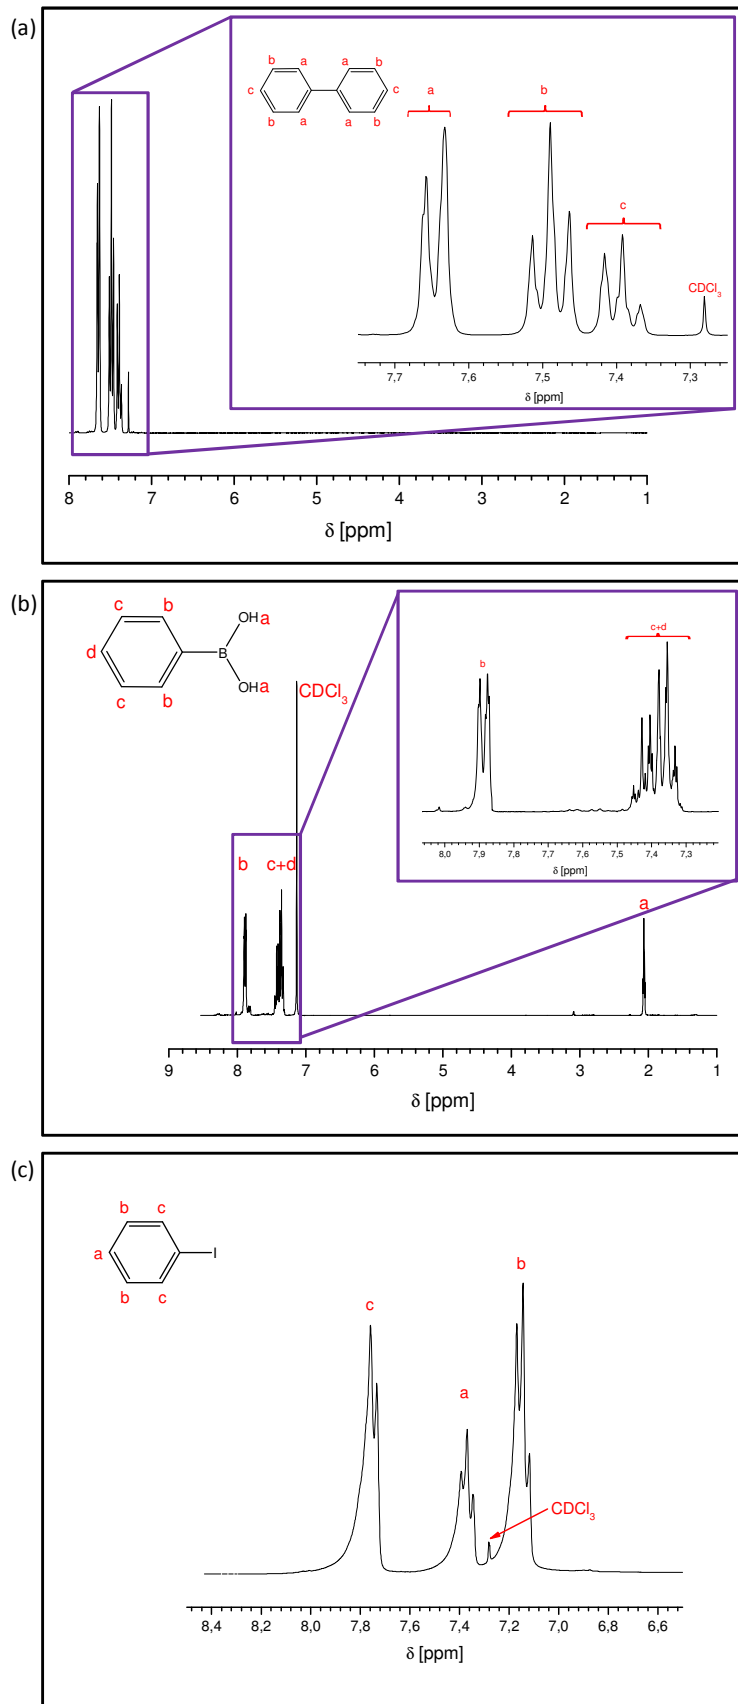 (a)
b a a b
c c
b a a b
a
b
c
CDCl3
7,7 7,6 7,5 7,4 7,3
δ [ppm]
8 7 6 5 4 3 2 1
δ [ppm]
(b)
c b
OH a
d B
c b
OH a
CDCl3
b c+d
a
b
c+d
8,0 7,9 7,8 7,7 7,6 7,5 7,4 7,3
δ [ppm]
9 8 7 6 5 4 3 2 1
δ [ppm]
(c)
b c
a I
b c
c
a
b
CDCl3
8,4 8,2 8,0 7,8 7,6 7,4 7,2 7,0 6,8 6,6
δ [ppm]